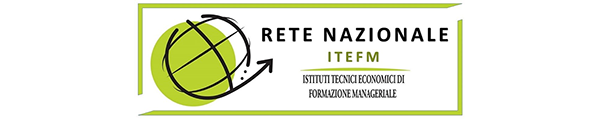 RETE NAZIONALE
ITEFM
ISTITUTI TECNICI ECONOMICI DI
FORMAZIONE MANAGERIALE